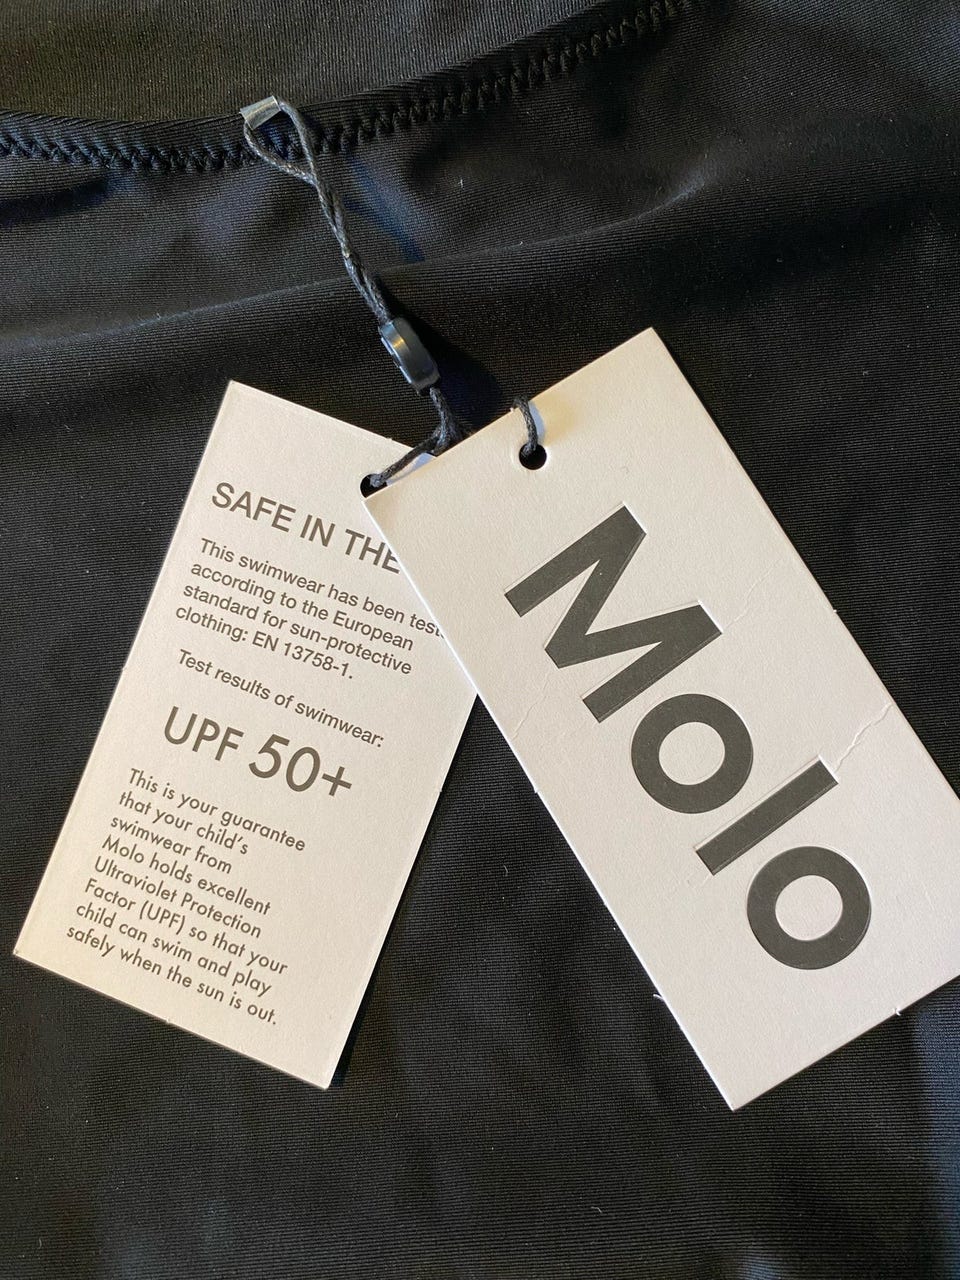 SAFE IN THE
This swimwear has been
according to the European
standard for sun-protective
clothing: EN 13758-1.
Test results of swimwear:
UPF 50+
This is your guarantee
that your child's
swimwear from
Molo holds excellent
Ultraviolet Protection
Factor (UPF) so that your
child can swim and play
safely when the sun is out.
Molo